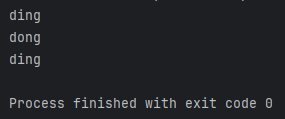 ding
dong
ding
Process finished with exit code 0